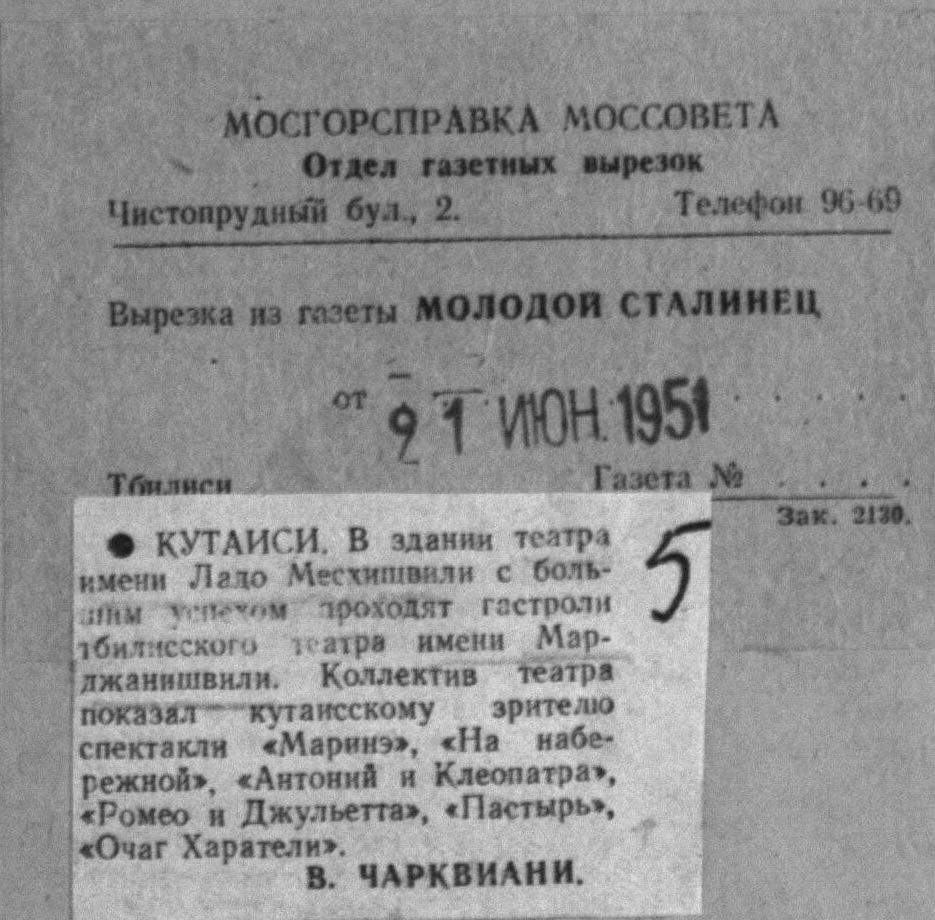 МОСГОРСПРАВКА МОССОВЕТА
Отдел газетных вырезок
Чистопрудный бул., 2. Телефон 96-69
Вырезка из газеты МОЛОДОЙ СТАЛИНЕЦ
от 21 ИЮН. 1951 . . . . .
Тбилиси Газета № . . . .
Зак. 2130.
5
● КУТАИСИ. В здании театра
имени Ладо Месхишвили с боль-
шим успехом проходят гастроли
тбилисского театра имени Мар-
джанишвили. Коллектив театра
показал кутаисскому зрителю
спектакли «Маринэ», «На набе-
режной», «Антоний и Клеопатра»,
«Ромео и Джульетта», «Пастырь»,
«Очаг Харатели».
В. ЧАРКВИАНИ.